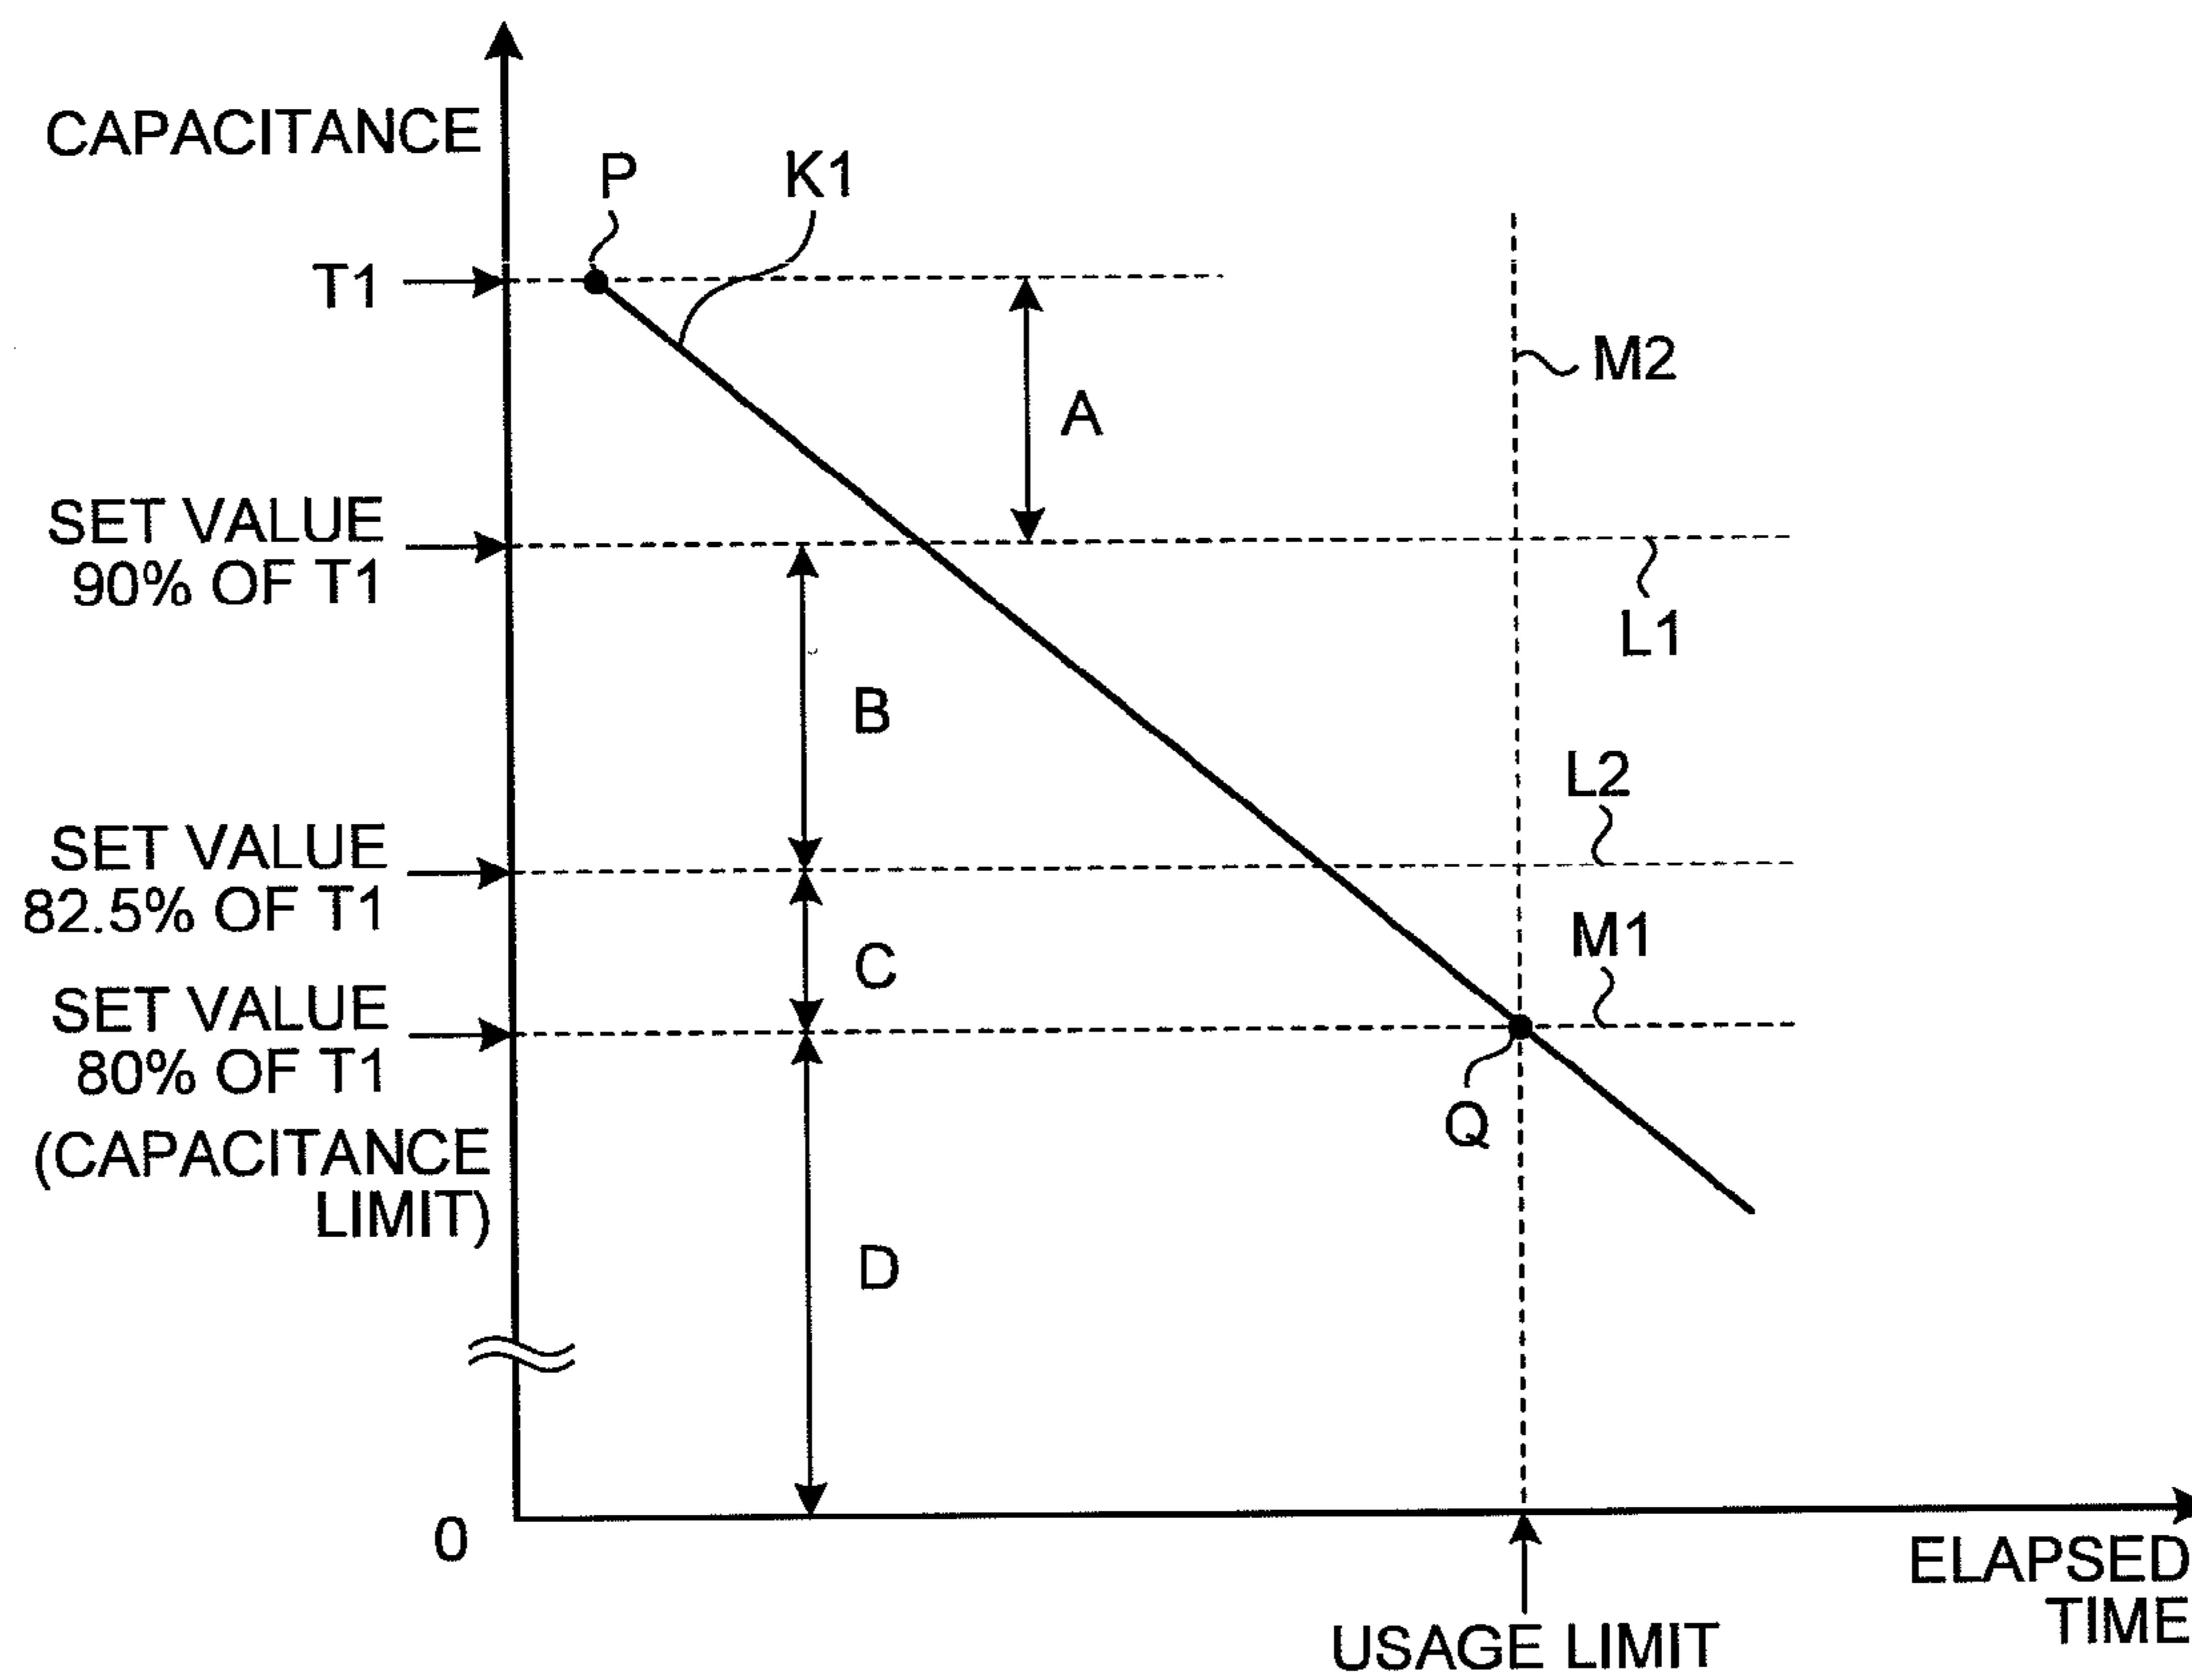 CAPACITANCE
P
K1
T1
M2
A
SET VALUE
90% OF T1
L1
B
L2
SET VALUE
82.5% OF T1
M1
C
SET VALUE
80% OF T1
Q
(CAPACITANCE
LIMIT)
D
0
ELAPSED
TIME
USAGE LIMIT